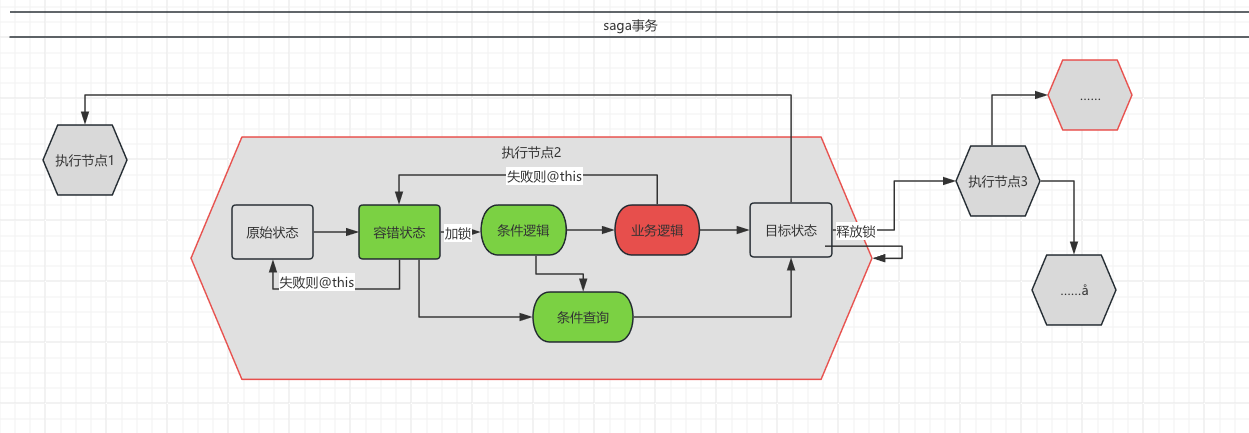 saga事务
……
执行节点1
执行节点2
失败则@this
执行节点3
原始状态
容错状态
加锁
条件逻辑
业务逻辑
目标状态
释放锁
失败则@this
条件查询
……å